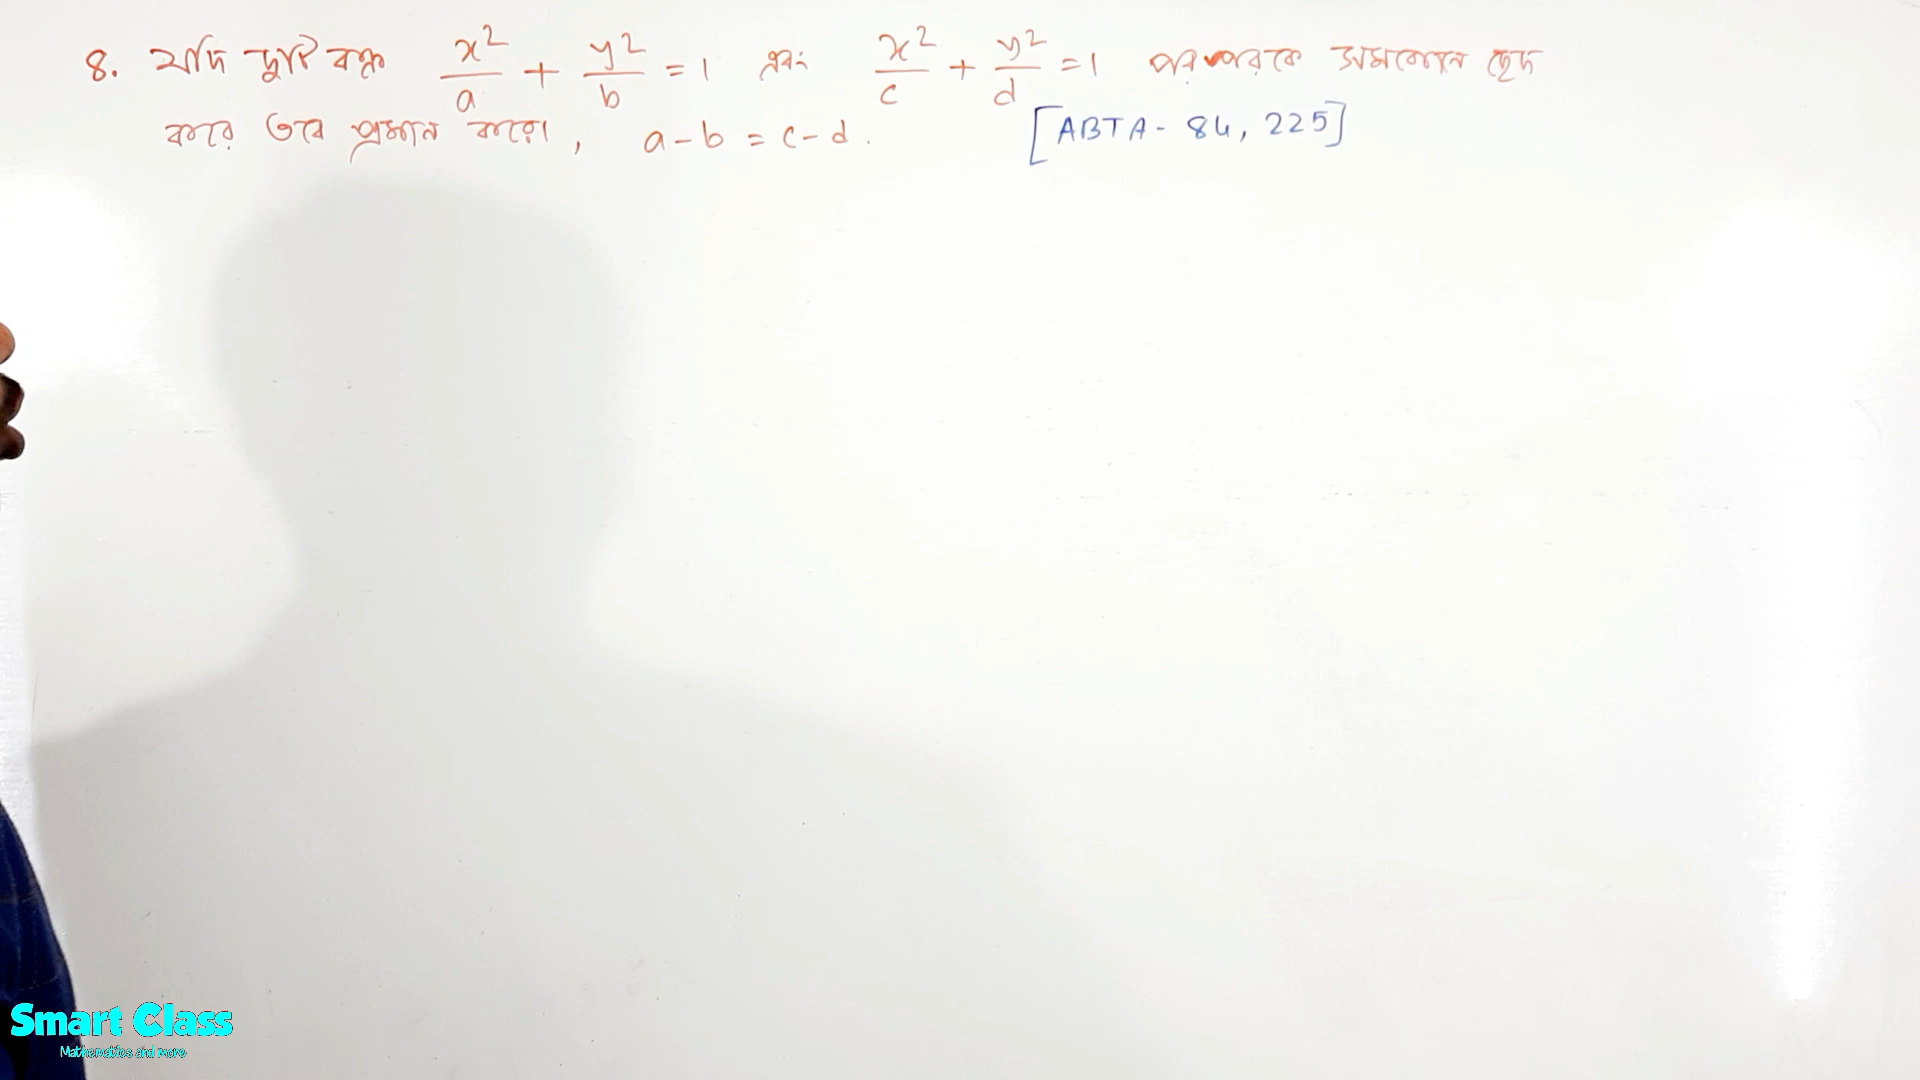 8. যদি দুটি বক্র x²/a + y²/b = 1 এবং x²/c + y²/d = 1 পরস্পরকে সমকোণে ছেদ
করে তবে প্রমাণ করো, a - b = c - d. [ABTA - 84, 225]
Smart Class
Mathematics and more